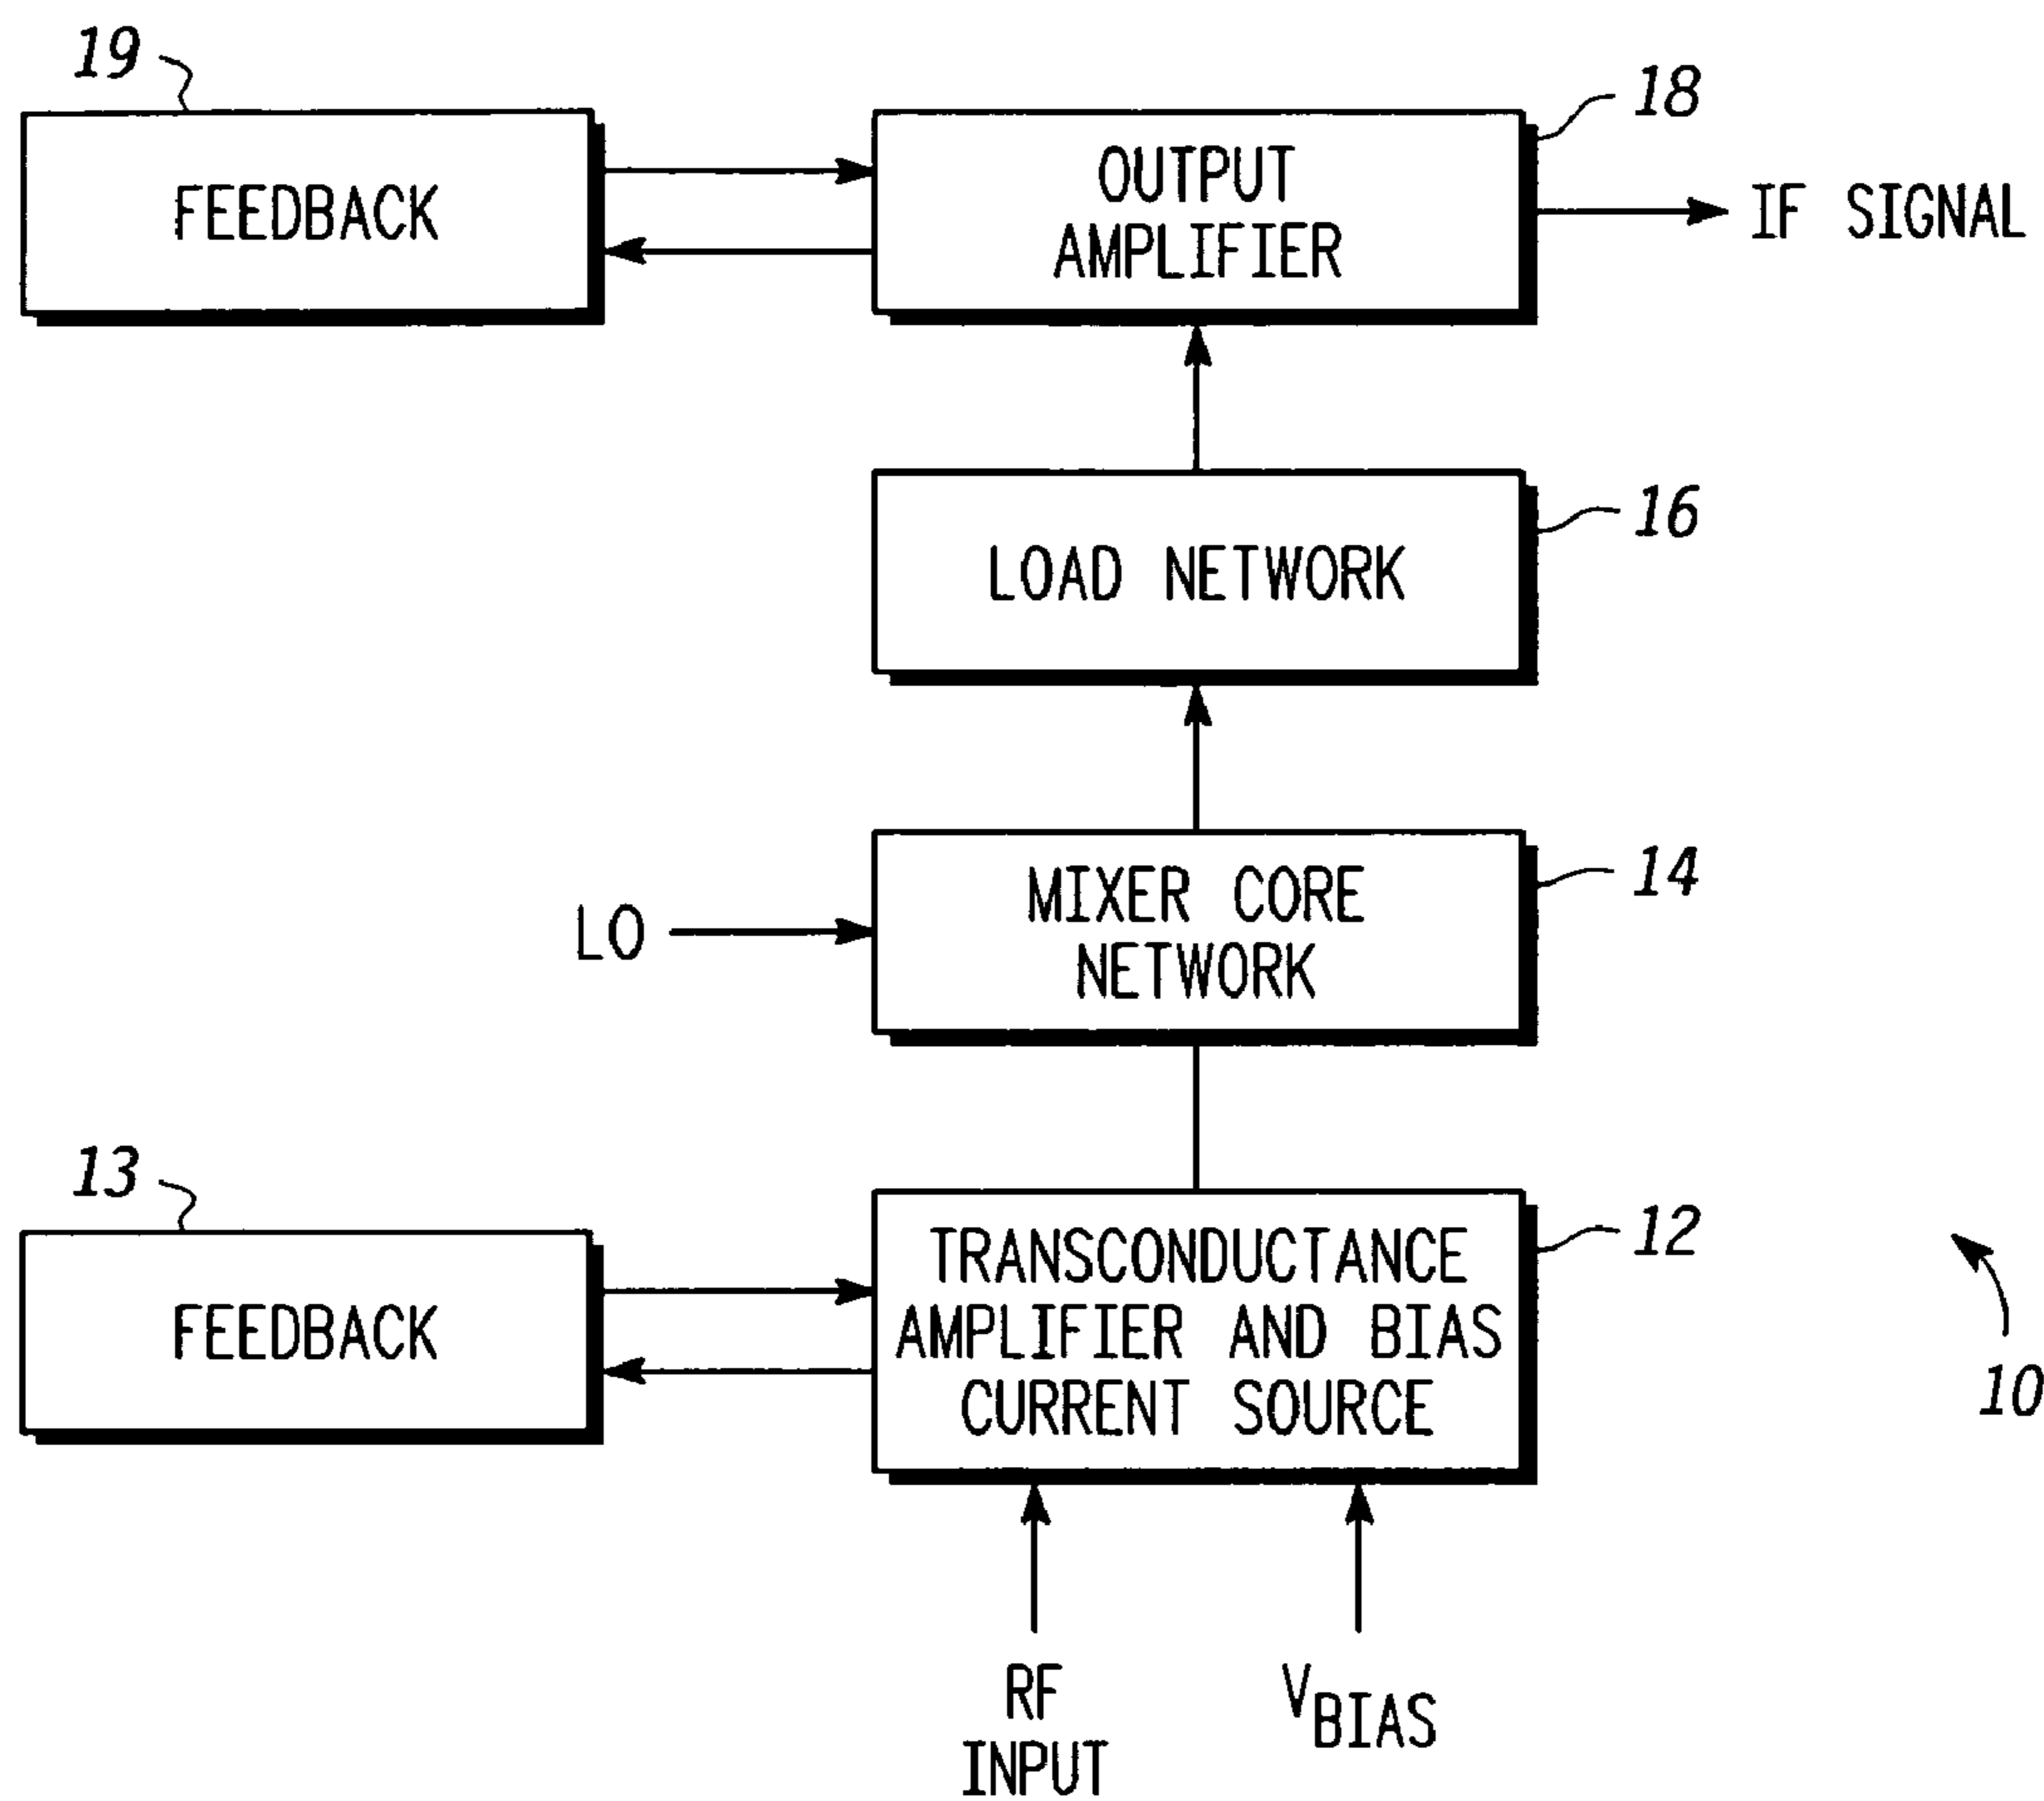 19
18
FEEDBACK
OUTPUT
AMPLIFIER
IF SIGNAL
16
LOAD NETWORK
14
MIXER CORE
NETWORK
LO
13
12
FEEDBACK
TRANSCONDUCTANCE
AMPLIFIER AND BIAS
CURRENT SOURCE
10
RF
INPUT
VBIAS